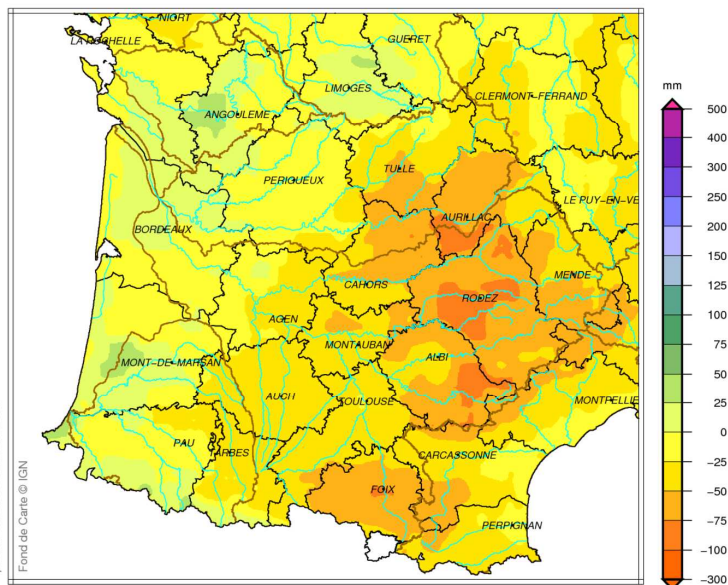 NIORT
LA ROCHELLE
GUERET
LIMOGES
CLERMONT-FERRAND
ANGOULEME
TULLE
PERIGUEUX
LE PUY-EN-VE
AURILLAC
BORDEAUX
MENDE
CAHORS
RODEZ
AGEN
MONTAUBAN
ALBI
MONT-DE-MARSAN
AUCH
TOULOUSE
MONTPELLIE
PAU
TARBES
CARCASSONNE
FOIX
PERPIGNAN
Fond de Carte © IGN
mm
500
400
300
250
200
150
125
100
75
50
25
0
-25
-50
-75
-100
-300